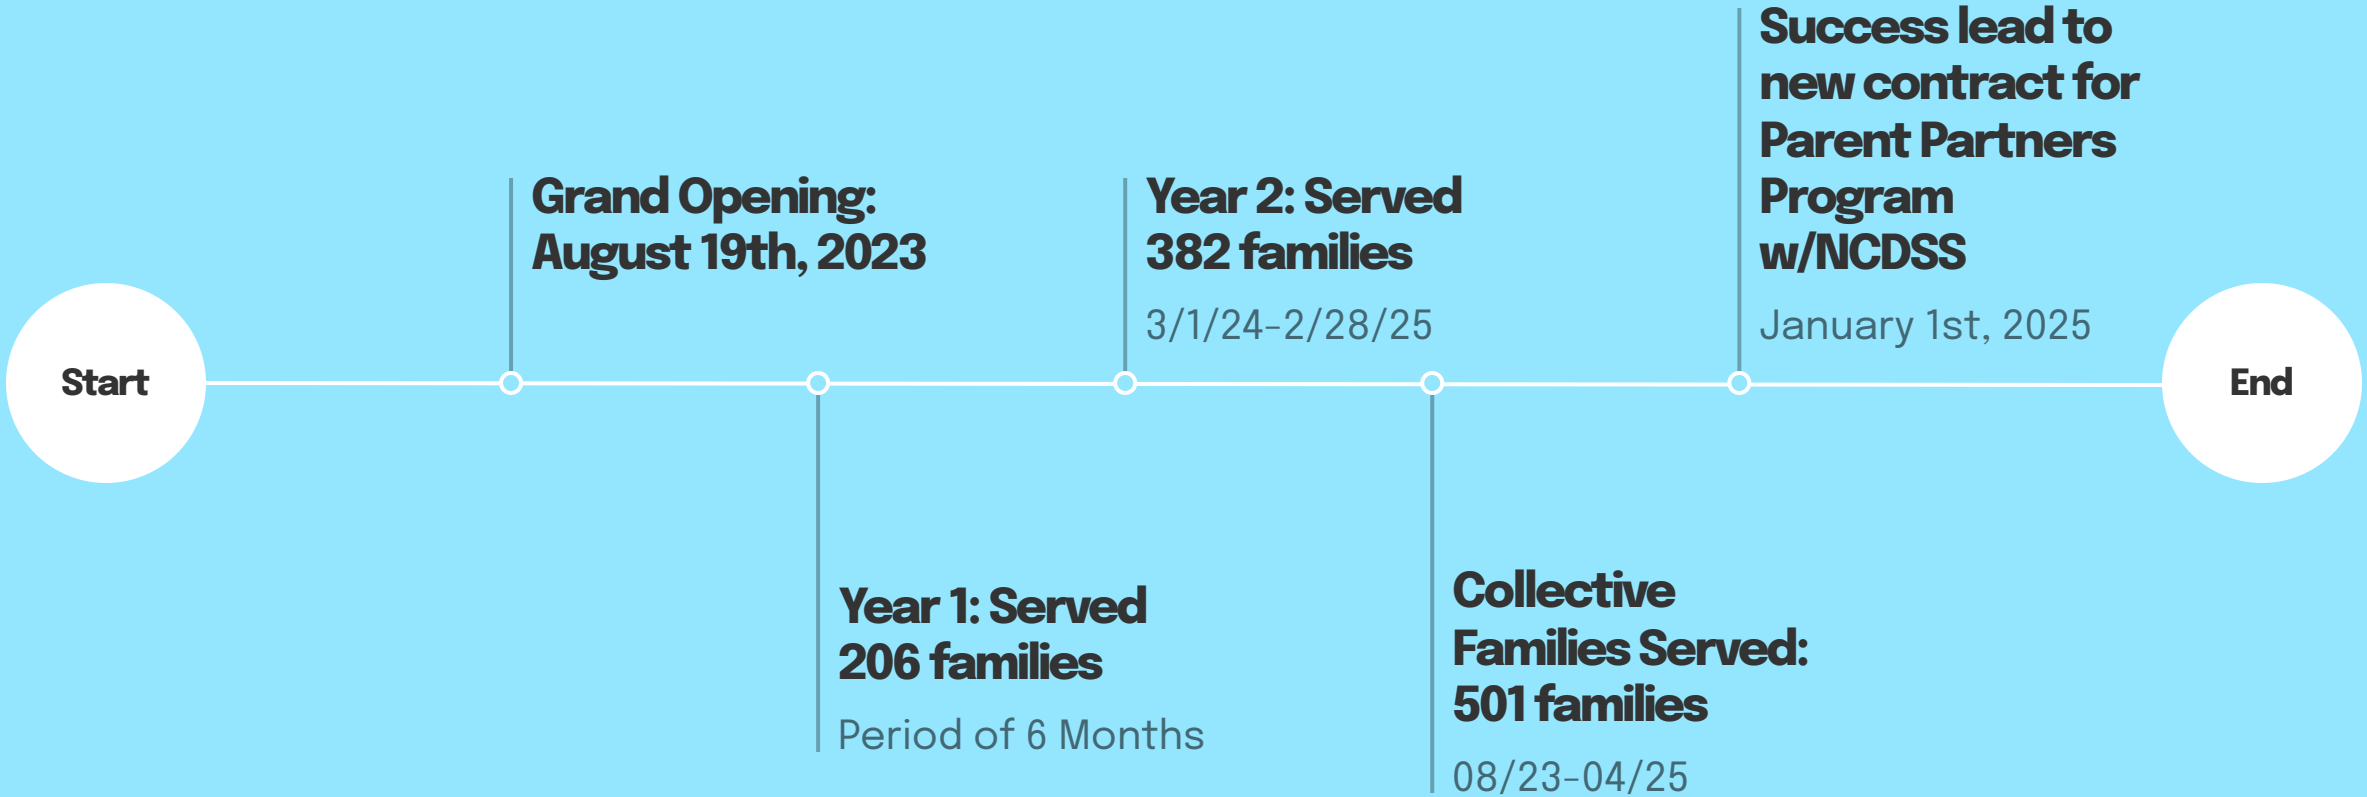 Start
Grand Opening:
August 19th, 2023
Year 1: Served
206 families
Period of 6 Months
Year 2: Served
382 families
3/1/24-2/28/25
Collective
Families Served:
501 families
08/23-04/25
Success lead to
new contract for
Parent Partners
Program
w/NCDSS
January 1st, 2025
End